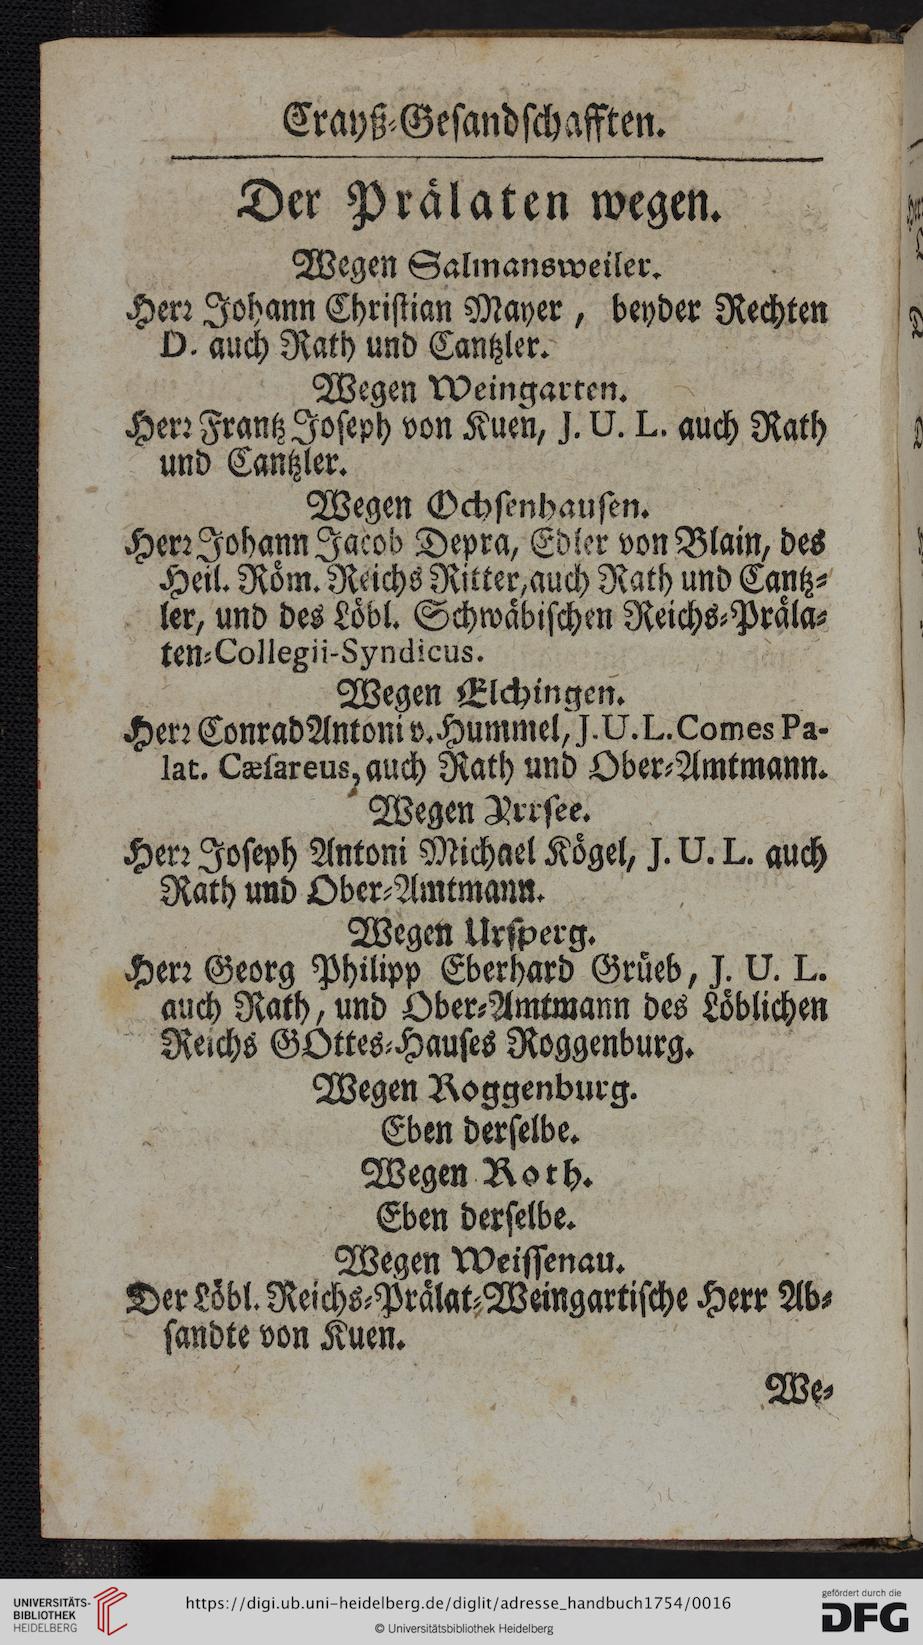 Crayß-Gesandschafften.
Der Prälaten wegen.
Wegen Salmansweiler.
Herr Johann Christian Mayer, beyder Rechten
D. auch Rath und Cantzler.
Wegen Weingarten.
Herr Frantz Joseph von Kuen, J. U. L. auch Rath
und Cantzler.
Wegen Ochsenhausen.
Herr Johann Jacob Depra, Edler von Blain, des
Heil. Röm. Reichs Ritter, auch Rath und Cantz-
ler, und des Löbl. Schwäbischen Reichs-Präla-
ten-Collegii-Syndicus.
Wegen Elchingen.
Herr Conrad Antoni v. Hummel, J. U. L. Comes Pa-
lat. Cæsareus, auch Rath und Ober-Amtmann.
Wegen Yrrsee.
Herr Joseph Antoni Michael Kögel, J. U. L. auch
Rath und Ober-Amtmann.
Wegen Ursperg.
Herr Georg Philipp Eberhard Grüeb, J. U. L.
auch Rath, und Ober-Amtmann des Löblichen
Reichs GOttes-Hauses Roggenburg.
Wegen Roggenburg.
Eben derselbe.
Wegen Roth.
Eben derselbe.
Wegen Weissenau.
Der Löbl. Reichs-Prälat-Weingartische Herr Ab-
sandte von Kuen.
We-
UNIVERSITÄTS-
BIBLIOTHEK
HEIDELBERG
https://digi.ub.uni-heidelberg.de/diglit/adresse_handbuch1754/0016
© Universitätsbibliothek Heidelberg
gefördert durch die
DFG